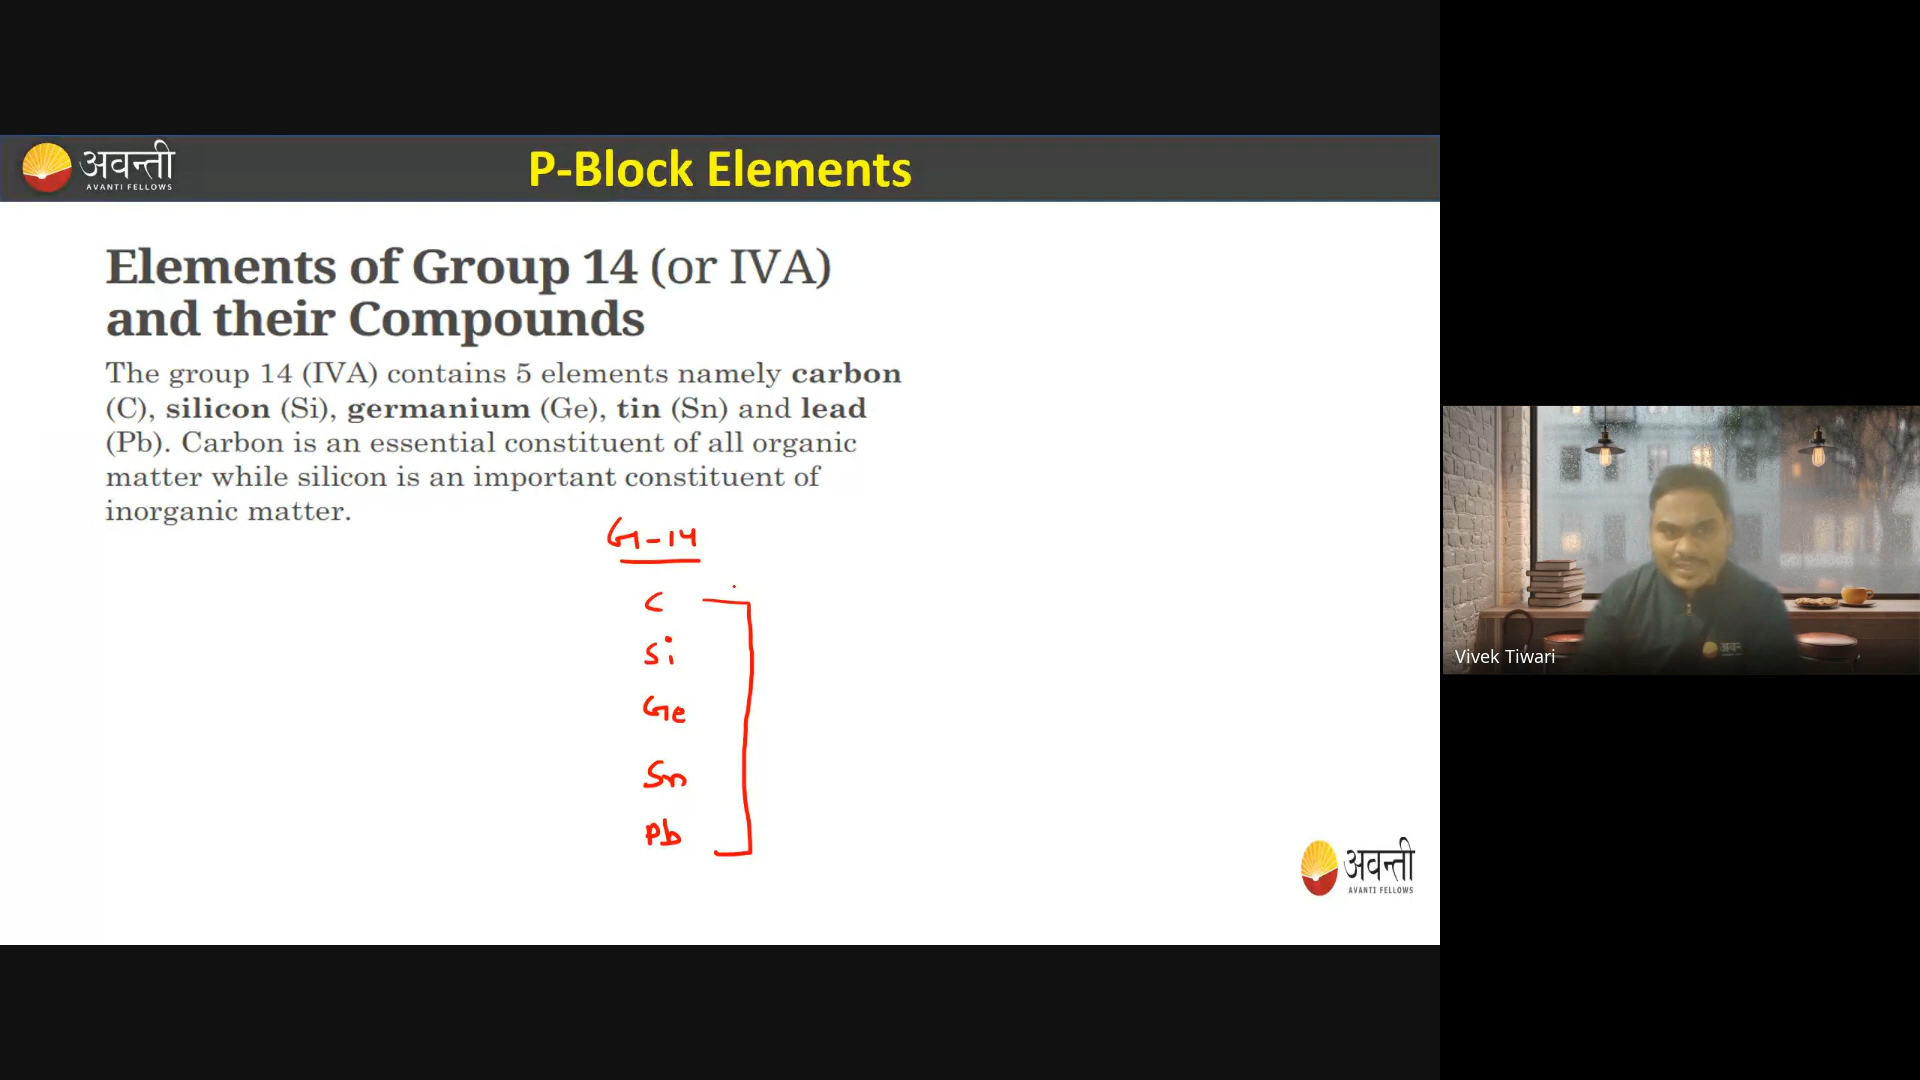 अवन्ती
AVANTI FELLOWS
P-Block Elements
Elements of Group 14 (or IVA)
and their Compounds
The group 14 (IVA) contains 5 elements namely carbon
(C), silicon (Si), germanium (Ge), tin (Sn) and lead
(Pb). Carbon is an essential constituent of all organic
matter while silicon is an important constituent of
inorganic matter.
G-14
C
Si
Ge
Sn
Pb
अवन्ती
AVANTI FELLOWS
Vivek Tiwari